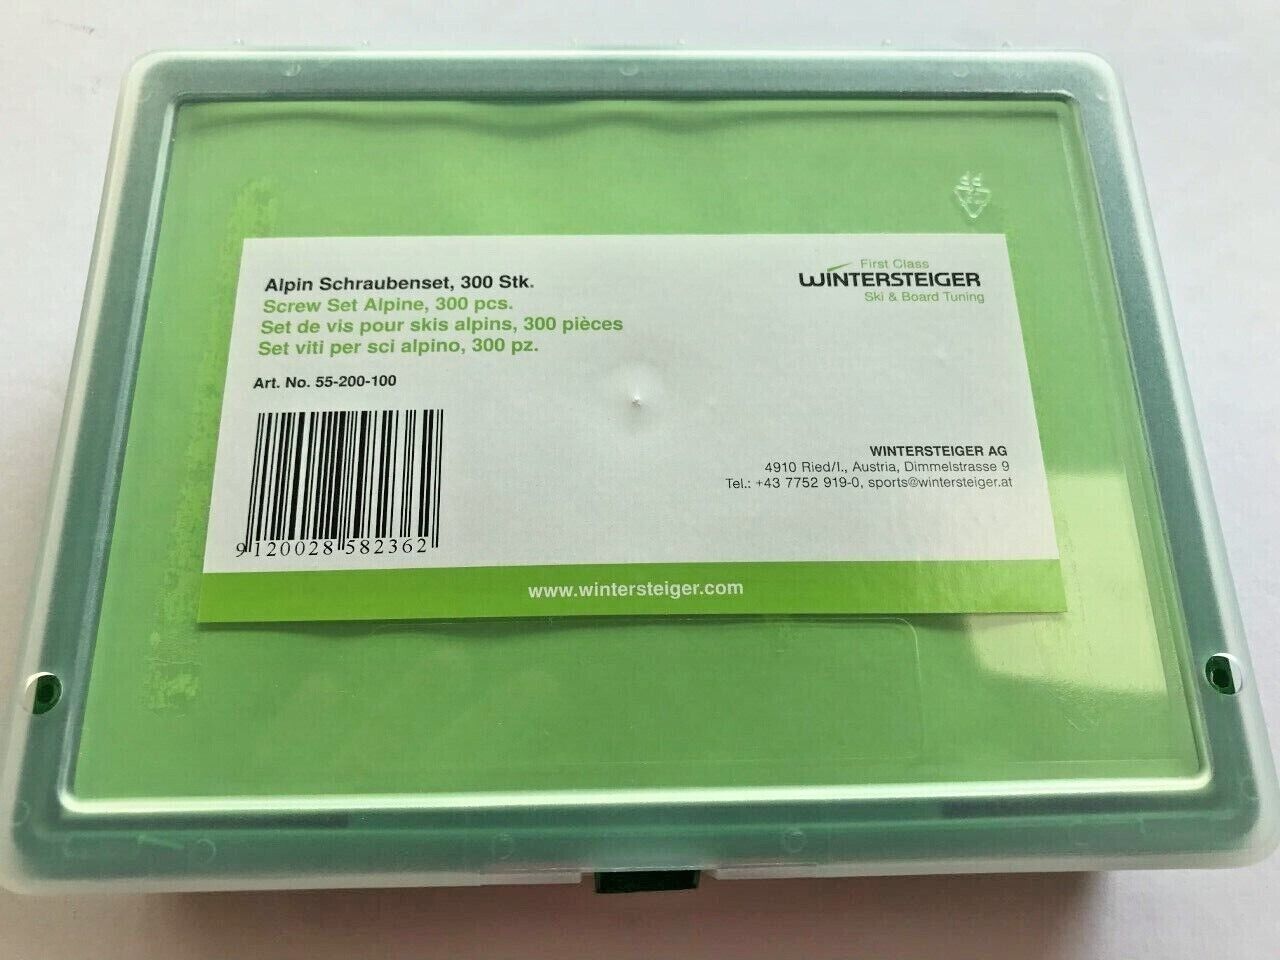 Alpin Schraubenset, 300 Stk.
Screw Set Alpine, 300 pcs.
Set de vis pour skis alpins, 300 pièces
Set viti per sci alpino, 300 pz.
Art. No. 55-200-100
9 120028 582362
First Class
WINTERSTEIGER
Ski & Board Tuning
WINTERSTEIGER AG
4910 Ried/I., Austria, Dimmelstrasse 9
Tel.: +43 7752 919-0, sports@wintersteiger.at
www.wintersteiger.com